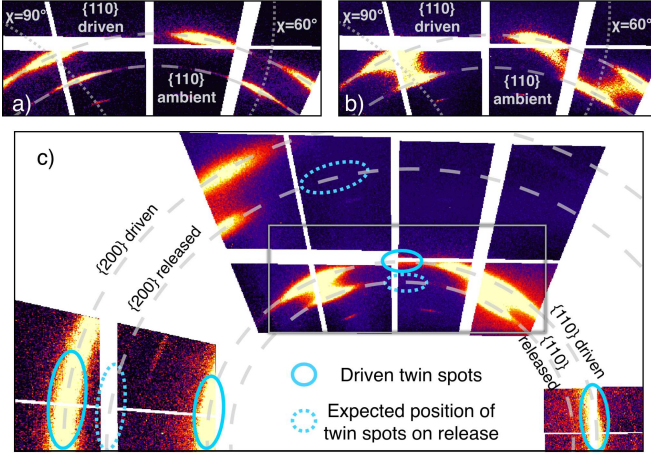 χ=90°
{110}
driven
χ=60°
{110}
ambient
a)
χ=90°
{110}
driven
χ=60°
{110}
ambient
b)
c)
{200} driven
{200} released
{110} driven
{110}
released
Driven twin spots
Expected position of
twin spots on release